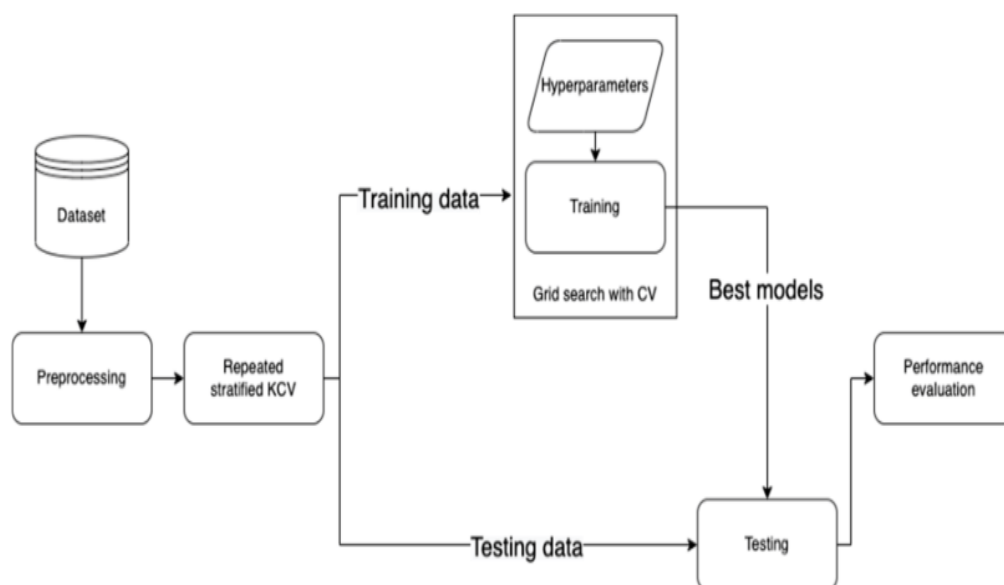 Hyperparameters
Training
Grid search with CV
Training data
Dataset
Best models
Preprocessing
Repeated
stratified KCV
Performance
evaluation
Testing data
Testing